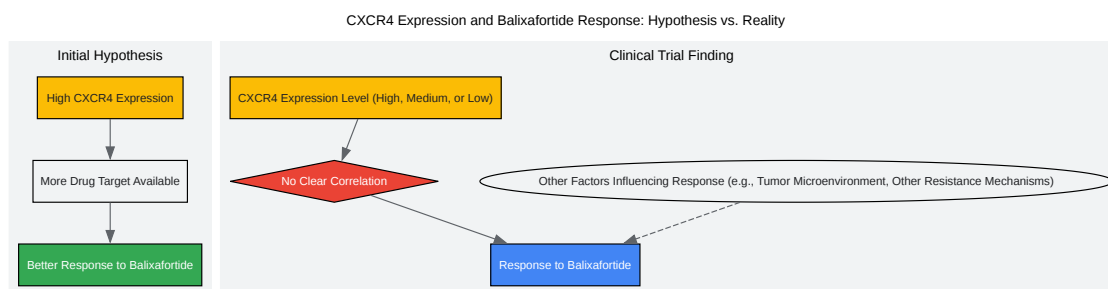 CXCR4 Expression and Balixafortide Response: Hypothesis vs. Reality
Initial Hypothesis
High CXCR4 Expression
More Drug Target Available
Better Response to Balixafortide
Clinical Trial Finding
CXCR4 Expression Level (High, Medium, or Low)
No Clear Correlation
Other Factors Influencing Response (e.g., Tumor Microenvironment, Other Resistance Mechanisms)
Response to Balixafortide